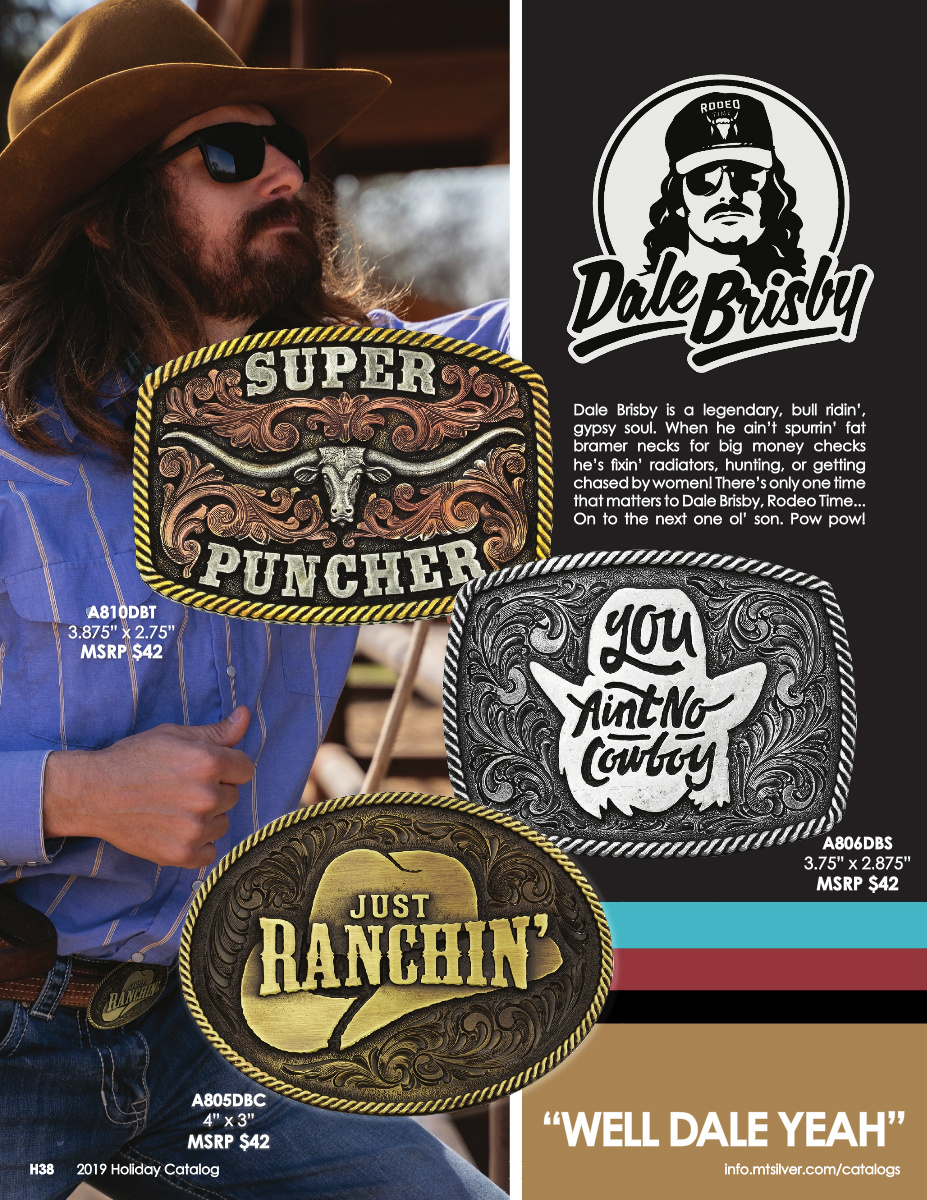 RODEO
TIME
Dale Brisby
Dale Brisby is a legendary, bull ridin',
gypsy soul. When he ain't spurrin' fat
bramer necks for big money checks
he's fixin' radiators, hunting, or getting
chased by women! There's only one time
that matters to Dale Brisby, Rodeo Time...
On to the next one ol' son. Pow pow!
SUPER
PUNCHER
A810DBT
3.875" x 2.75"
MSRP $42
you
Ain't No
Cowboy
A806DBS
3.75" x 2.875"
MSRP $42
JUST
RANCHIN'
JUST
RANCHIN'
A805DBC
4” x 3”
MSRP $42
“WELL DALE YEAH”
H38 2019 Holiday Catalog
info.mtsilver.com/catalogs